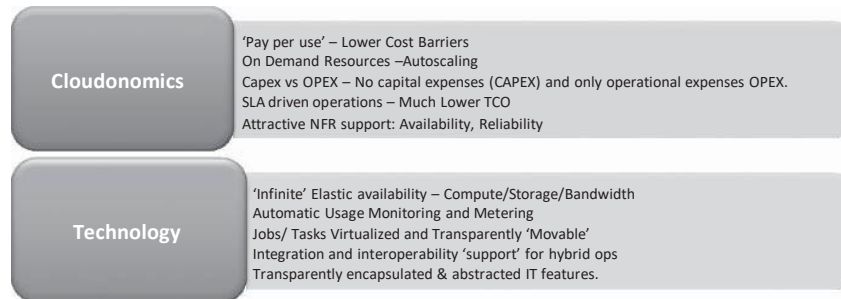 Cloudonomics
‘Pay per use’ – Lower Cost Barriers
On Demand Resources –Autoscaling
Capex vs OPEX – No capital expenses (CAPEX) and only operational expenses OPEX.
SLA driven operations – Much Lower TCO
Attractive NFR support: Availability, Reliability
Technology
‘Infinite’ Elastic availability – Compute/Storage/Bandwidth
Automatic Usage Monitoring and Metering
Jobs/ Tasks Virtualized and Transparently ‘Movable’
Integration and interoperability ‘support’ for hybrid ops
Transparently encapsulated & abstracted IT features.